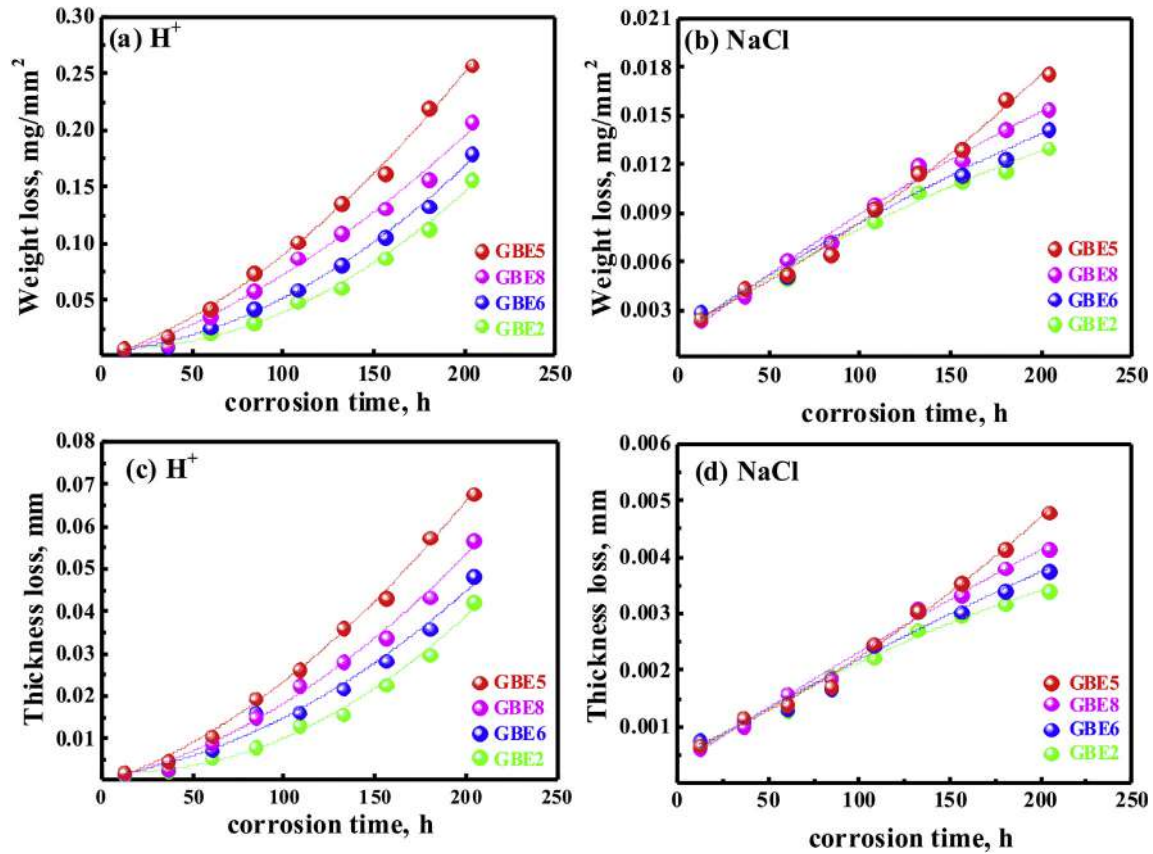 (a) H⁺
Weight loss, mg/mm²
0.30
0.25
0.20
0.15
0.10
0.05
GBE5
GBE8
GBE6
GBE2
0 50 100 150 200 250
corrosion time, h
(b) NaCl
Weight loss, mg/mm²
0.021
0.018
0.015
0.012
0.009
0.006
0.003
GBE5
GBE8
GBE6
GBE2
0 50 100 150 200 250
corrosion time, h
(c) H⁺
Thickness loss, mm
0.08
0.07
0.06
0.05
0.04
0.03
0.02
0.01
GBE5
GBE8
GBE6
GBE2
0 50 100 150 200 250
corrosion time, h
(d) NaCl
Thickness loss, mm
0.006
0.005
0.004
0.003
0.002
0.001
GBE5
GBE8
GBE6
GBE2
0 50 100 150 200 250
corrosion time, h